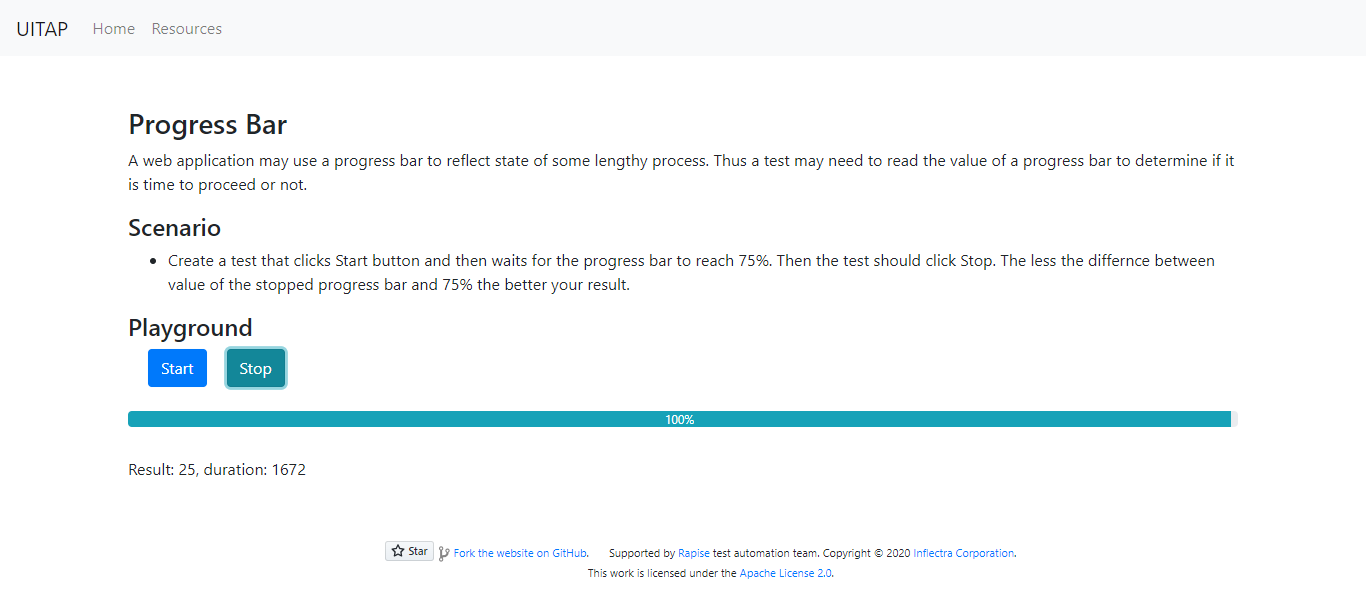 UITAP Home Resources
Progress Bar
A web application may use a progress bar to reflect state of some lengthy process. Thus a test may need to read the value of a progress bar to determine if it
is time to proceed or not.
Scenario
• Create a test that clicks Start button and then waits for the progress bar to reach 75%. Then the test should click Stop. The less the differnce between
value of the stopped progress bar and 75% the better your result.
Playground
Start Stop
100%
Result: 25, duration: 1672
Star Fork the website on GitHub. Supported by Rapise test automation team. Copyright © 2020 Inflectra Corporation.
This work is licensed under the Apache License 2.0.